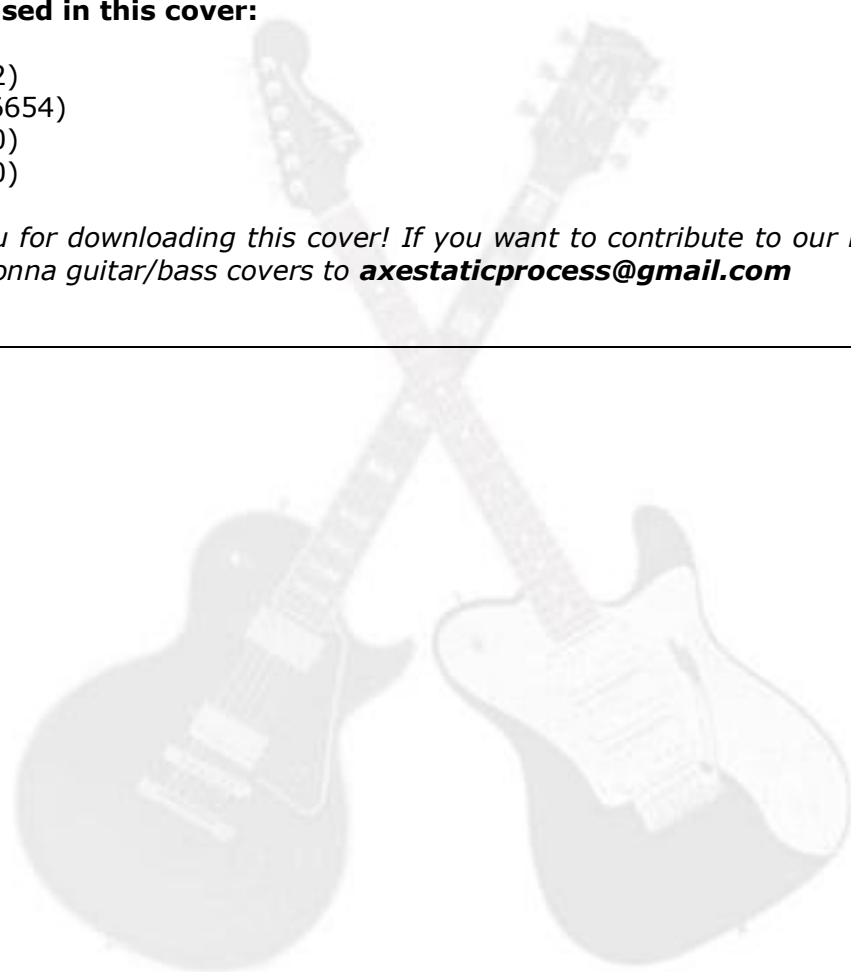 sed in this cover:
2)
6654)
0)
0)
u for downloading this cover! If you want to contribute to our
onna guitar/bass covers to axestaticprocess@gmail.com